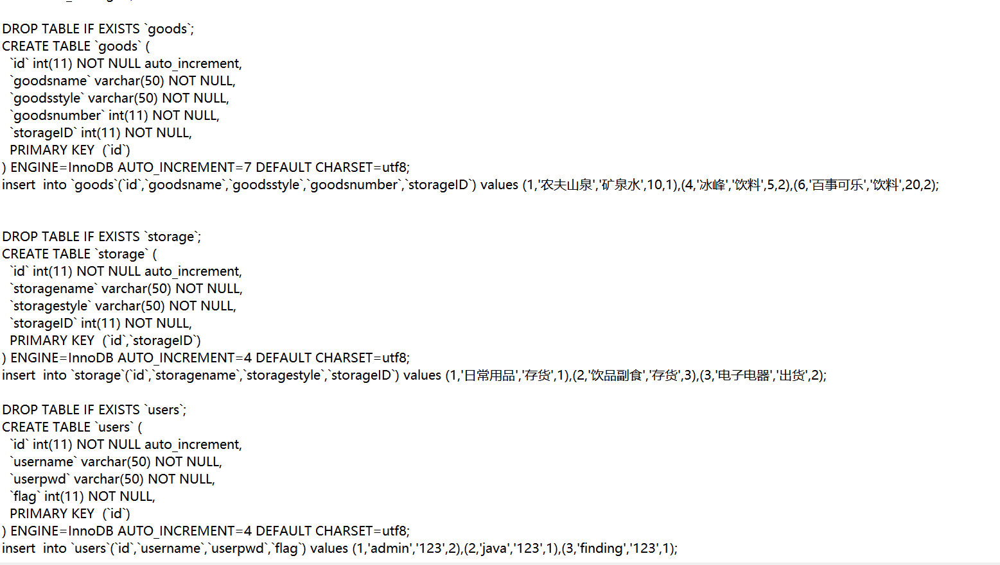 DROP TABLE IF EXISTS `goods`;
CREATE TABLE `goods` (
  `id` int(11) NOT NULL auto_increment,
  `goodsname` varchar(50) NOT NULL,
  `goodsstyle` varchar(50) NOT NULL,
  `goodsnumber` int(11) NOT NULL,
  `storageID` int(11) NOT NULL,
  PRIMARY KEY  (`id`)
) ENGINE=InnoDB AUTO_INCREMENT=7 DEFAULT CHARSET=utf8;
insert  into `goods`(`id`,`goodsname`,`goodsstyle`,`goodsnumber`,`storageID`) values (1,'农夫山泉','矿泉水',10,1),(4,'冰峰','饮料',5,2),(6,'百事可乐','饮料',20,2);
DROP TABLE IF EXISTS `storage`;
CREATE TABLE `storage` (
  `id` int(11) NOT NULL auto_increment,
  `storagename` varchar(50) NOT NULL,
  `storagestyle` varchar(50) NOT NULL,
  `storageID` int(11) NOT NULL,
  PRIMARY KEY  (`id`,`storageID`)
) ENGINE=InnoDB AUTO_INCREMENT=4 DEFAULT CHARSET=utf8;
insert  into `storage`(`id`,`storagename`,`storagestyle`,`storageID`) values (1,'日常用品','存货',1),(2,'饮品副食','存货',3),(3,'电子电器','出货',2);
DROP TABLE IF EXISTS `users`;
CREATE TABLE `users` (
  `id` int(11) NOT NULL auto_increment,
  `username` varchar(50) NOT NULL,
  `userpwd` varchar(50) NOT NULL,
  `flag` int(11) NOT NULL,
  PRIMARY KEY  (`id`)
) ENGINE=InnoDB AUTO_INCREMENT=4 DEFAULT CHARSET=utf8;
insert  into `users`(`id`,`username`,`userpwd`,`flag`) values (1,'admin','123',2),(2,'java','123',1),(3,'finding','123',1);